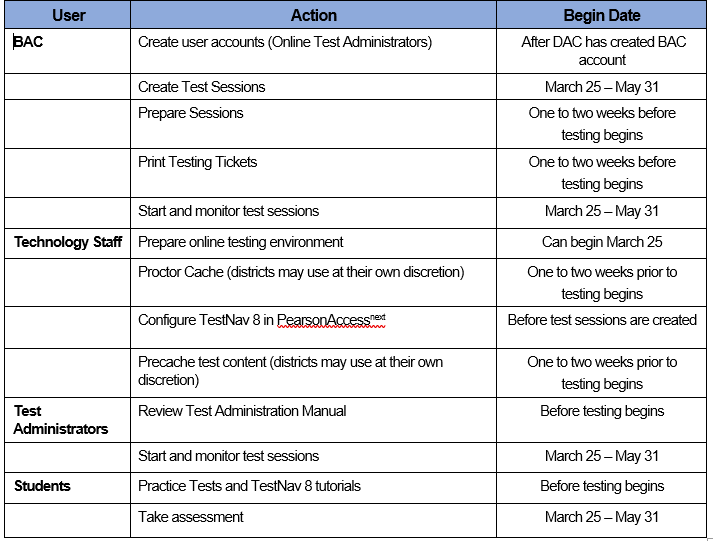 User Action Begin Date
BAC Create user accounts (Online Test Administrators) After DAC has created BAC
account
Create Test Sessions March 25 – May 31
Prepare Sessions One to two weeks before
testing begins
Print Testing Tickets One to two weeks before
testing begins
Start and monitor test sessions March 25 – May 31
Technology Staff Prepare online testing environment Can begin March 25
Proctor Cache (districts may use at their own discretion) One to two weeks prior to
testing begins
Configure TestNav 8 in PearsonAccessnext Before test sessions are created
Precache test content (districts may use at their own One to two weeks prior to
discretion) testing begins
Test Review Test Administration Manual Before testing begins
Administrators
Start and monitor test sessions March 25 – May 31
Students Practice Tests and TestNav 8 tutorials Before testing begins
Take assessment March 25 – May 31